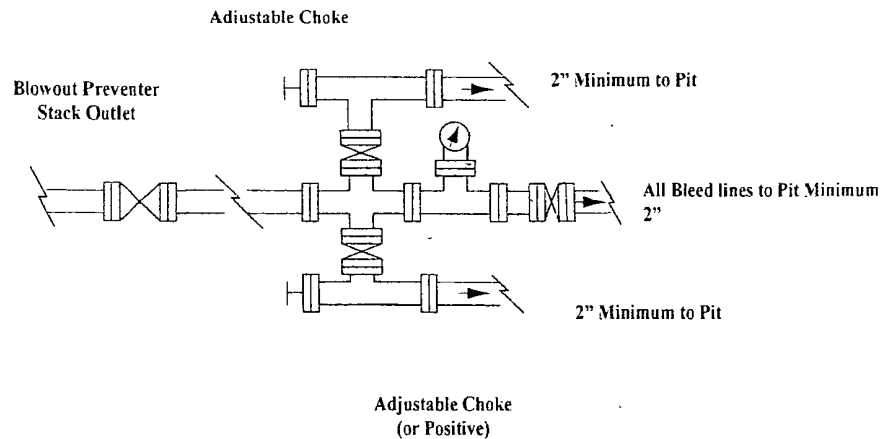 Adiustable Choke
2” Minimum to Pit
Blowout Preventer
Stack Outlet
All Bleed lines to Pit Minimum
2”
2” Minimum to Pit
Adjustable Choke
(or Positive)